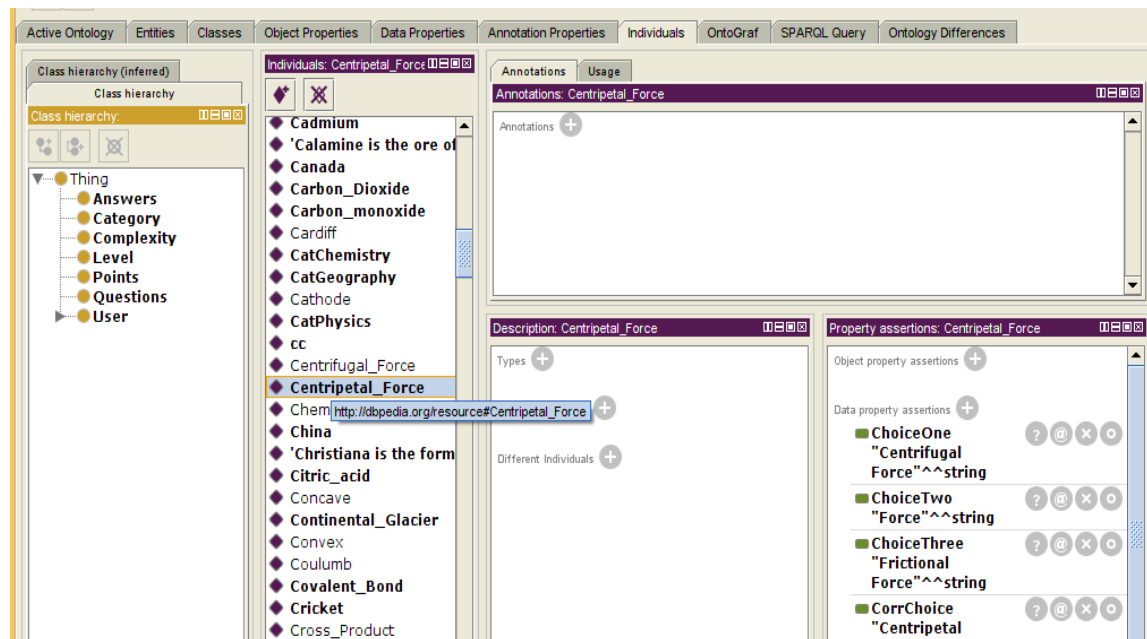 Active Ontology Entities Classes Object Properties Data Properties Annotation Properties Individuals OntoGraf SPARQL Query Ontology Differences
Class hierarchy (inferred)
Class hierarchy
Class hierarchy:
Thing
Answers
Category
Complexity
Level
Points
Questions
User
Individuals: Centripetal_Force
Cadmium
'Calamine is the ore of
Canada
Carbon_Dioxide
Carbon_monoxide
Cardiff
CatChemistry
CatGeography
Cathode
CatPhysics
cc
Centrifugal_Force
Centripetal_Force
Chem
http://dbpedia.org/resource#Centripetal_Force
China
'Christiana is the form
Citric_acid
Concave
Continental_Glacier
Convex
Coulumb
Covalent_Bond
Cricket
Cross_Product
Annotations Usage
Annotations: Centripetal_Force
Annotations
Description: Centripetal_Force
Types
Different Individuals
Property assertions: Centripetal_Force
Object property assertions
Data property assertions
ChoiceOne
"Centrifugal
Force"^^string
ChoiceTwo
"Force"^^string
ChoiceThree
"Frictional
Force"^^string
CorrChoice
"Centripetal